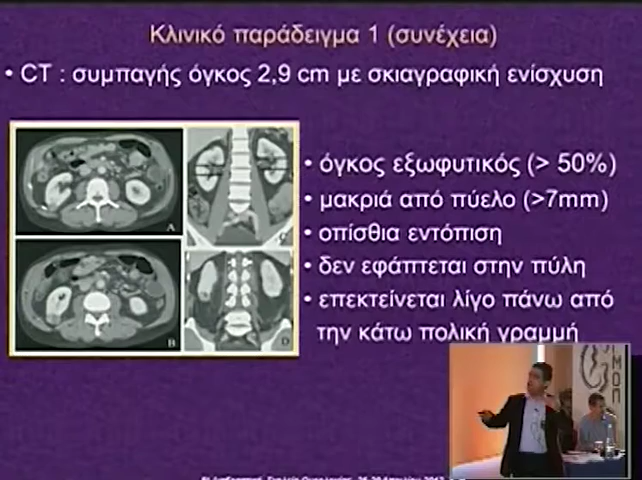 Κλινικό παράδειγμα 1 (συνέχεια)
• CT : συμπαγής όγκος 2,9 cm με σκιαγραφική ενίσχυση
• όγκος εξωφυτικός (> 50%)
• μακριά από πύελο (>7mm)
• οπίσθια εντόπιση
• δεν εφάπτεται στην πύλη
• επεκτείνεται λίγο πάνω από
την κάτω πολική γραμμή
A
B
C
D